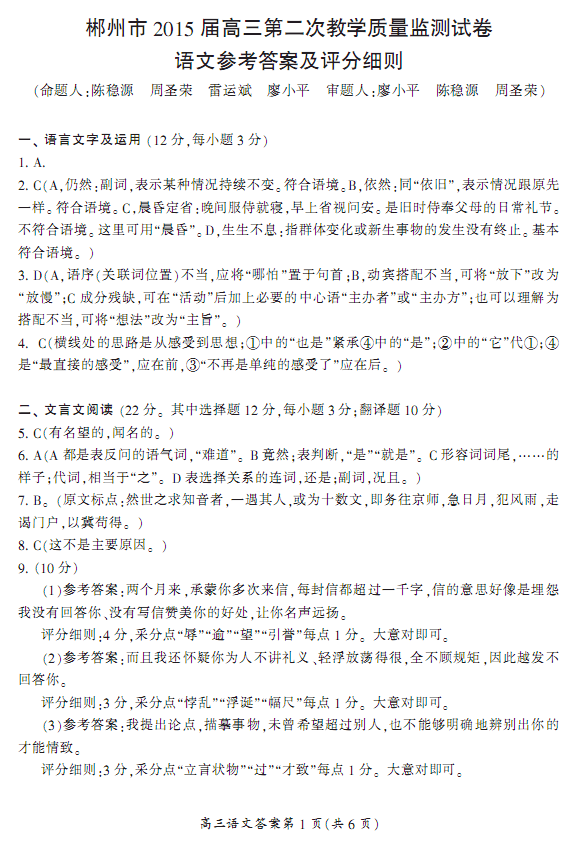 郴州市 2015 届高三第二次教学质量监测试卷
语文参考答案及评分细则
(命题人:陈稳源 周圣荣 雷运斌 廖小平 审题人:廖小平 陈稳源 周圣荣)
一、语言文字及运用 (12 分,每小题 3 分)
1. A.
2. C(A,仍然:副词,表示某种情况持续不变。符合语境。B,依然:同“依旧”,表示情况跟原先
一样。符合语境。C,晨昏定省:晚间服侍就寝,早上省视问安。是旧时侍奉父母的日常礼节。
不符合语境。这里可用“晨昏”。D,生生不息:指群体变化或新生事物的发生没有终止。基本
符合语境。)
3. D(A,语序(关联词位置)不当,应将“哪怕”置于句首;B,动宾搭配不当,可将“放下”改为
“放慢”;C 成分残缺,可在“活动”后加上必要的中心语“主办者”或“主办方”;也可以理解为
搭配不当,可将“想法”改为“主旨”。)
4. C(横线处的思路是从感受到思想;①中的“也是”紧承④中的“是”;②中的“它”代①;④
是“最直接的感受”,应在前,③“不再是单纯的感受了”应在后。)
二、文言文阅读 (22 分。其中选择题 12 分,每小题 3 分;翻译题 10 分)
5. C(有名望的,闻名的。)
6. A(A 都是表反问的语气词,“难道”。B 竟然;表判断,“是”“就是”。C 形容词词尾,……的
样子;代词,相当于“之”。D 表选择关系的连词,还是;副词,况且。)
7. B。(原文标点:然世之求知音者,一遇其人,或为十数文,即务往京师,急日月,犯风雨,走
谒门户,以冀苟得。)
8. C(这不是主要原因。)
9. (10 分)
(1)参考答案:两个月来,承蒙你多次来信,每封信都超过一千字,信的意思好像是埋怨
我没有回答你、没有写信赞美你的好处,让你名声远扬。
评分细则:4 分,采分点“辱”“逾”“望”“引誉”每点 1 分。大意对即可。
(2)参考答案:而且我还怀疑你为人不讲礼义、轻浮放荡得很,全不顾规矩,因此越发不
回答你。
评分细则:3 分,采分点“悖乱”“浮诞”“幅尺”每点 1 分。大意对即可。
(3)参考答案:我提出论点,描摹事物,未曾希望超过别人,也不能够明确地辨别出你的
才能情致。
评分细则:3 分,采分点“立言状物”“过”“才致”每点 1 分。大意对即可。
高三语文答案第 1 页(共 6 页)